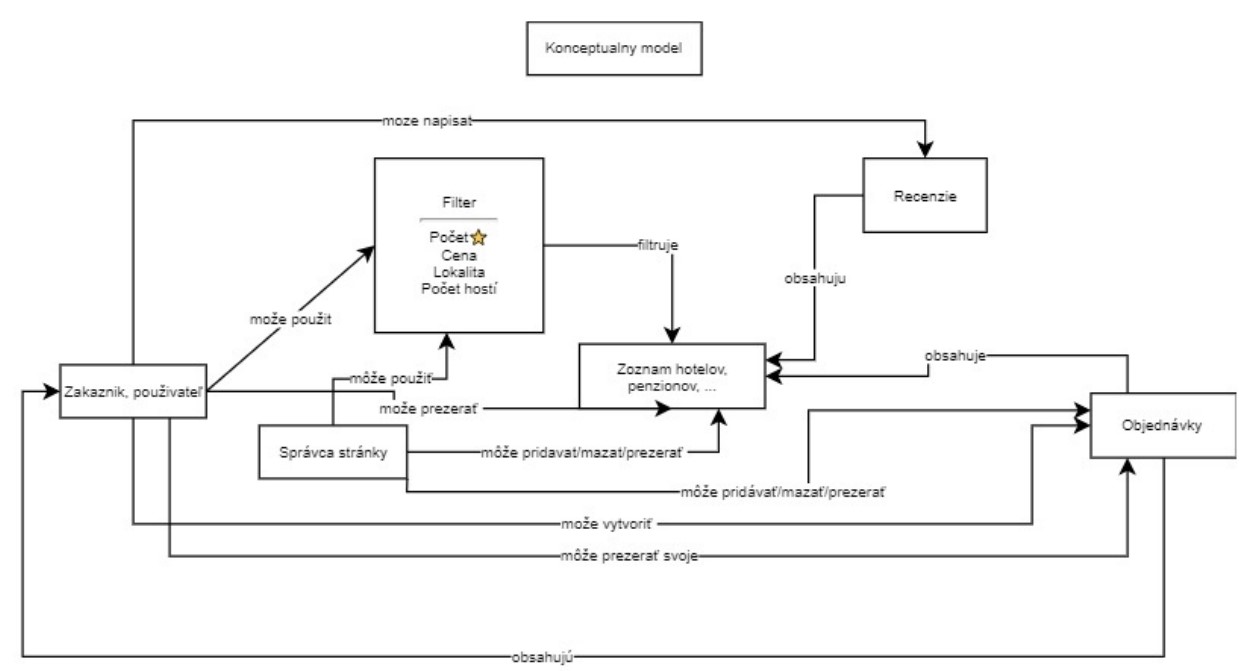 Konceptualny model
moze napisat
Filter
Počet⭐
Cena
Lokalita
Počet hostí
Recenzie
filtruje
obsahuju
može použit
Zoznam hotelov,
penzionov, ...
obsahuje
Zakaznik, použivateľ
môže použiť
može prezerať
Objednávky
Správca stránky
môže pridavat/mazat/prezerať
môže pridávať/mazať/prezerať
može vytvoriť
môže prezerať svoje
obsahujú